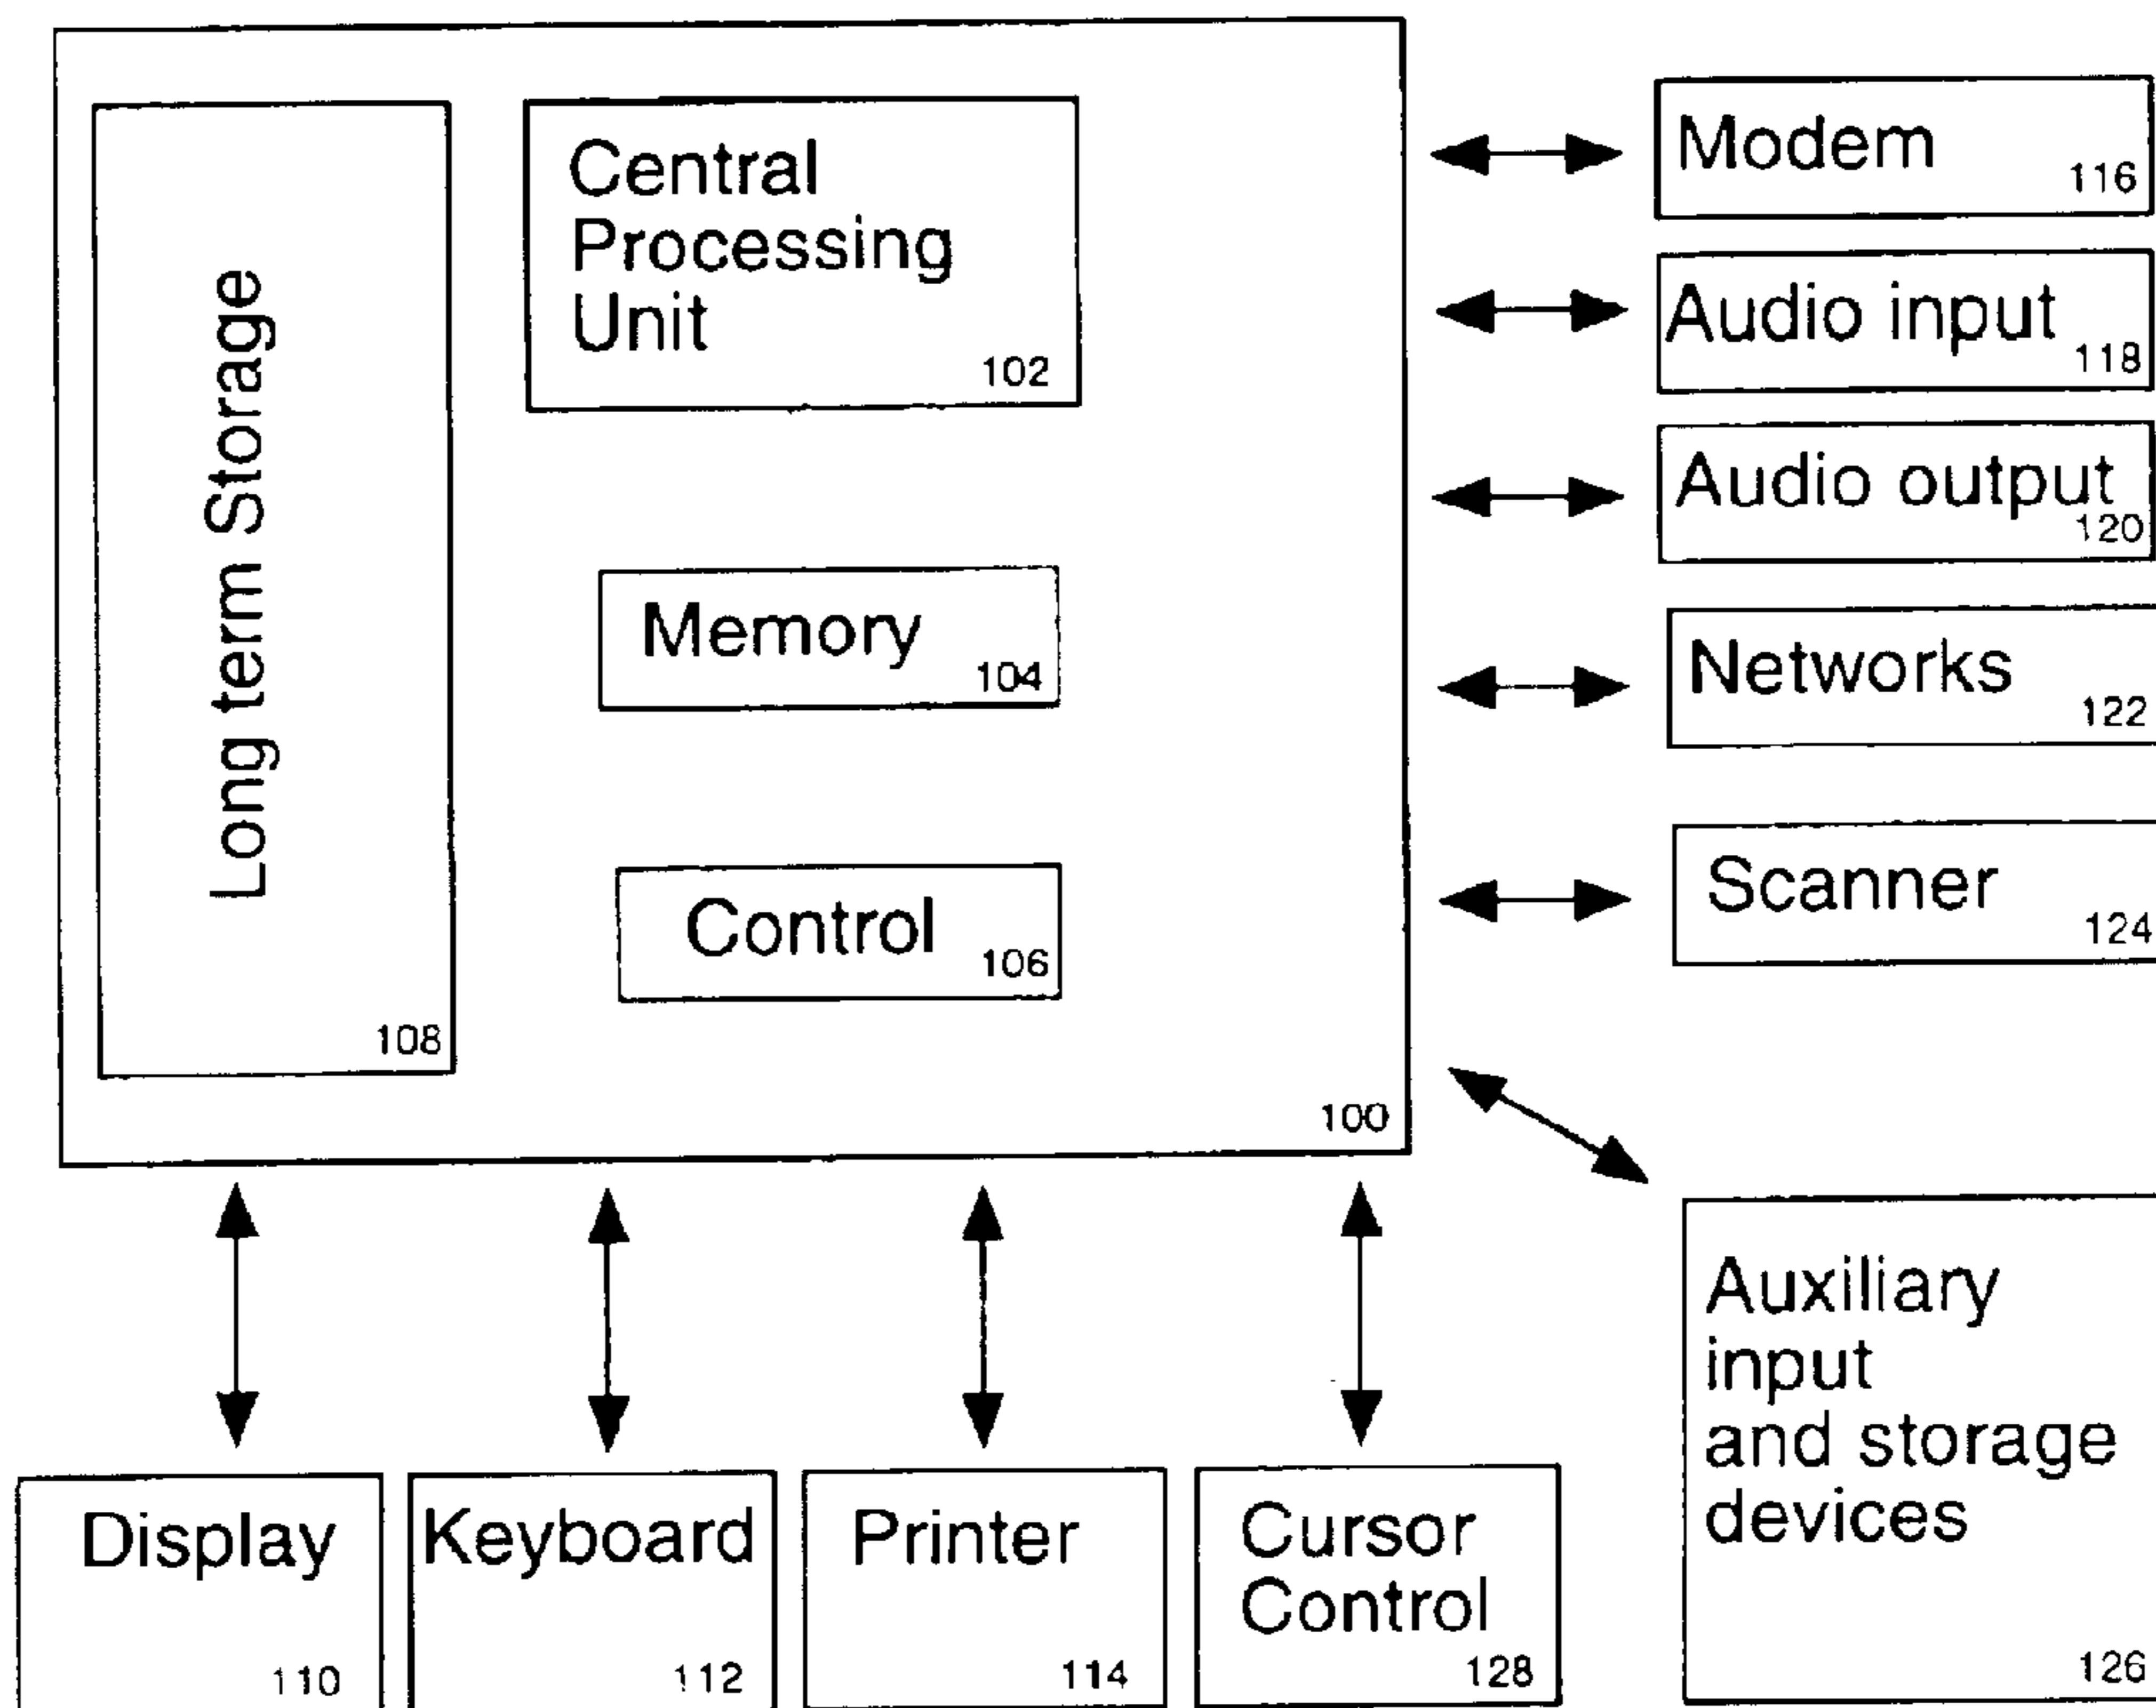 Long term Storage
108
Central
Processing
Unit
102
Memory
104
Control
106
100
Modem
116
Audio input
118
Audio output
120
Networks
122
Scanner
124
Auxiliary
input
and storage
devices
126
Display
110
Keyboard
112
Printer
114
Cursor
Control
128